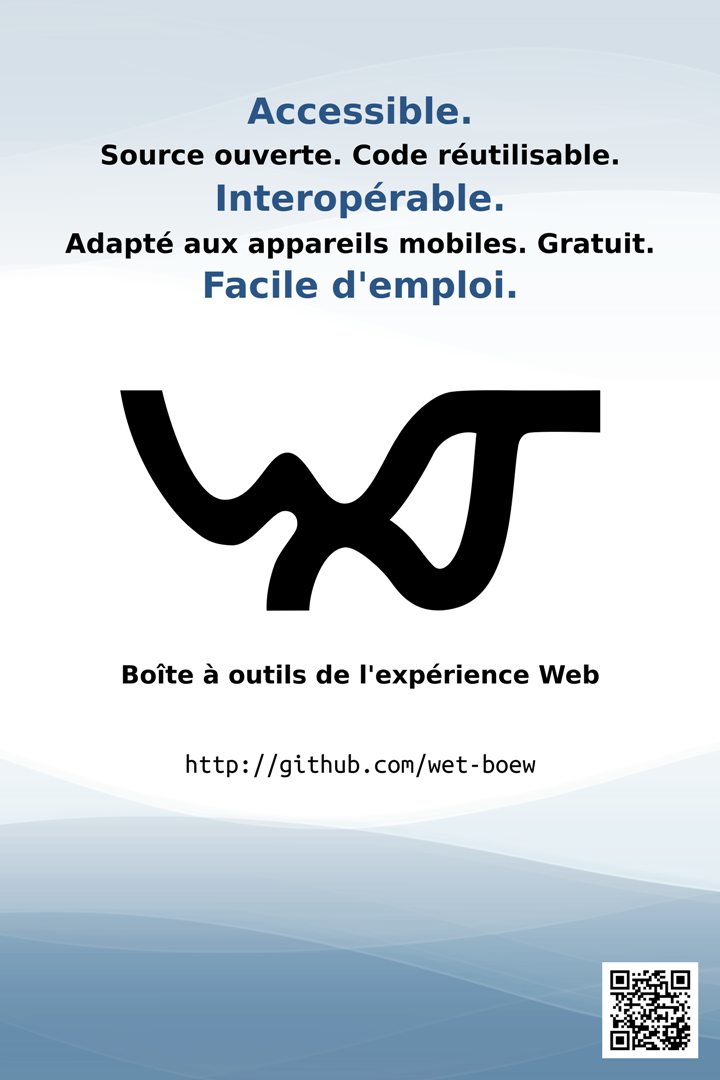 Accessible.
Source ouverte. Code réutilisable.
Interopérable.
Adapté aux appareils mobiles. Gratuit.
Facile d'emploi.
Boîte à outils de l'expérience Web
http://github.com/wet-boew